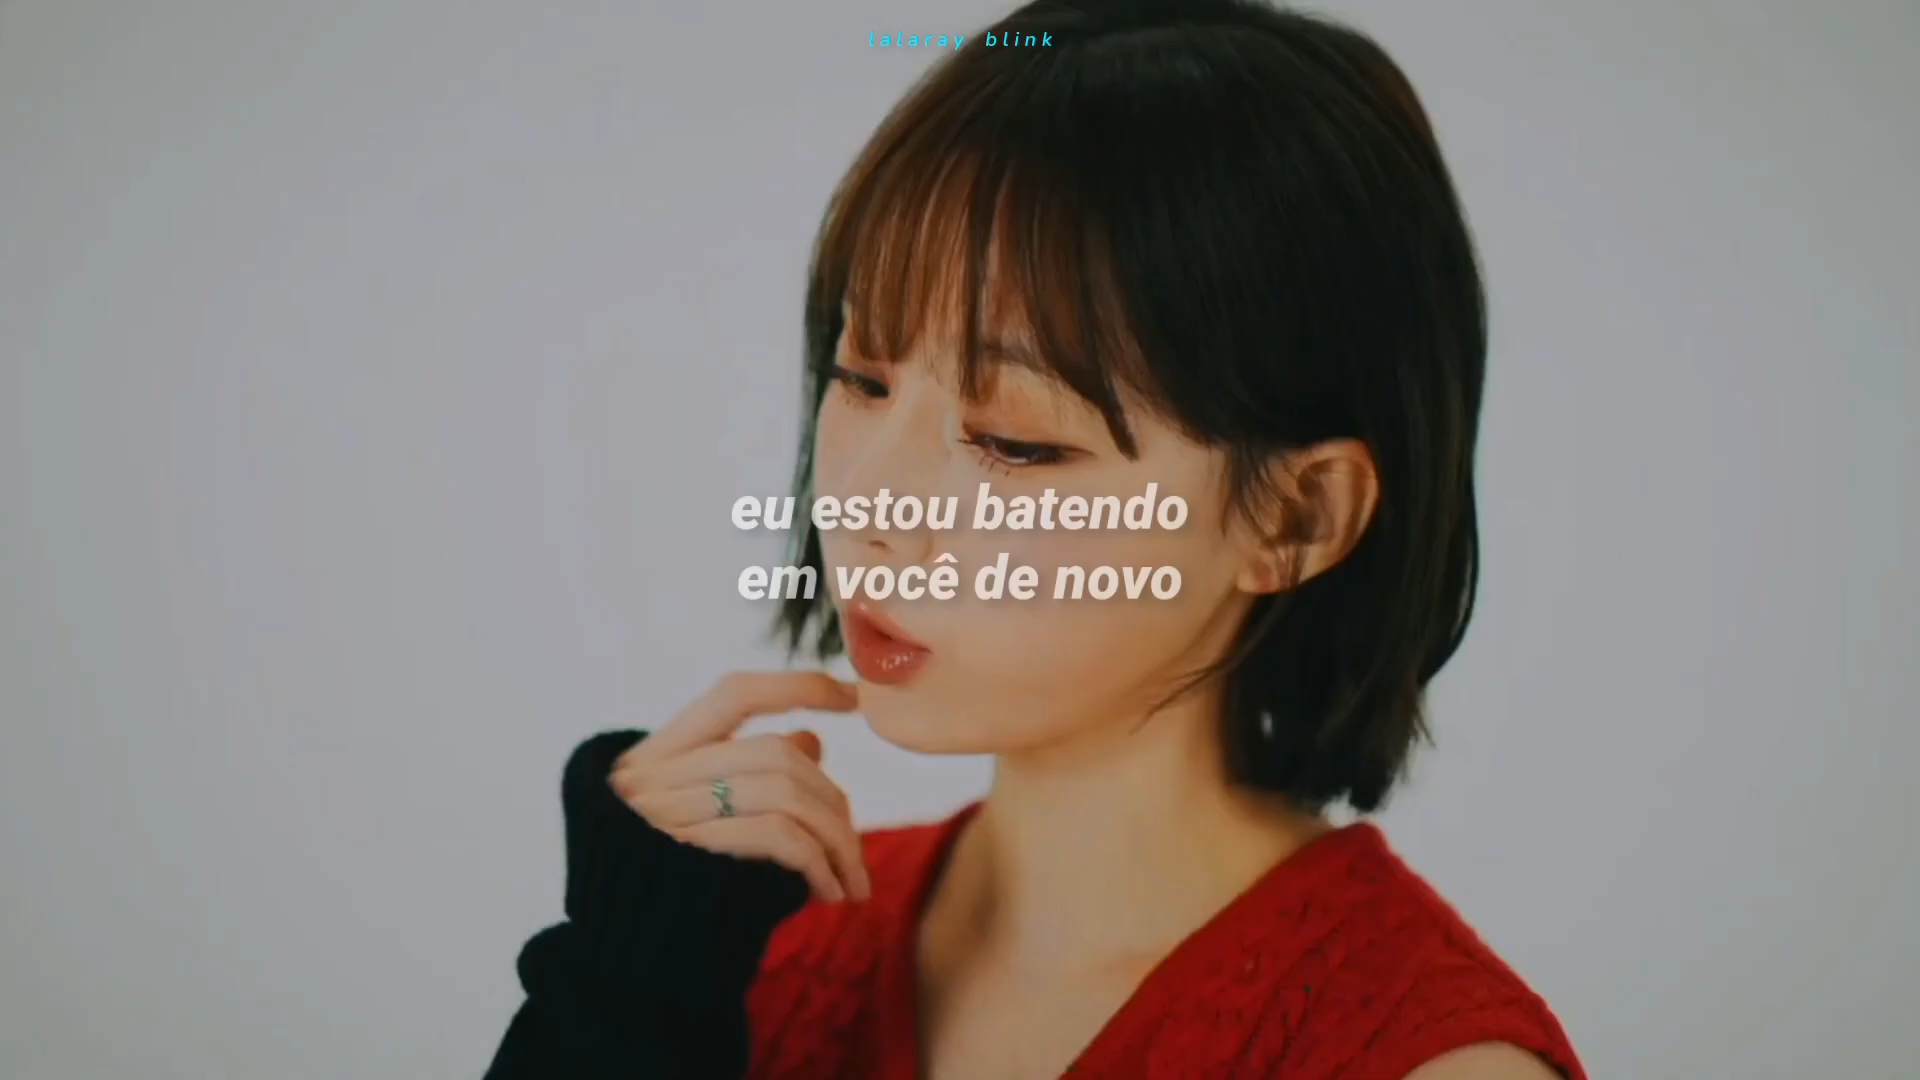 lalaray blink
eu estou batendo
em você de novo